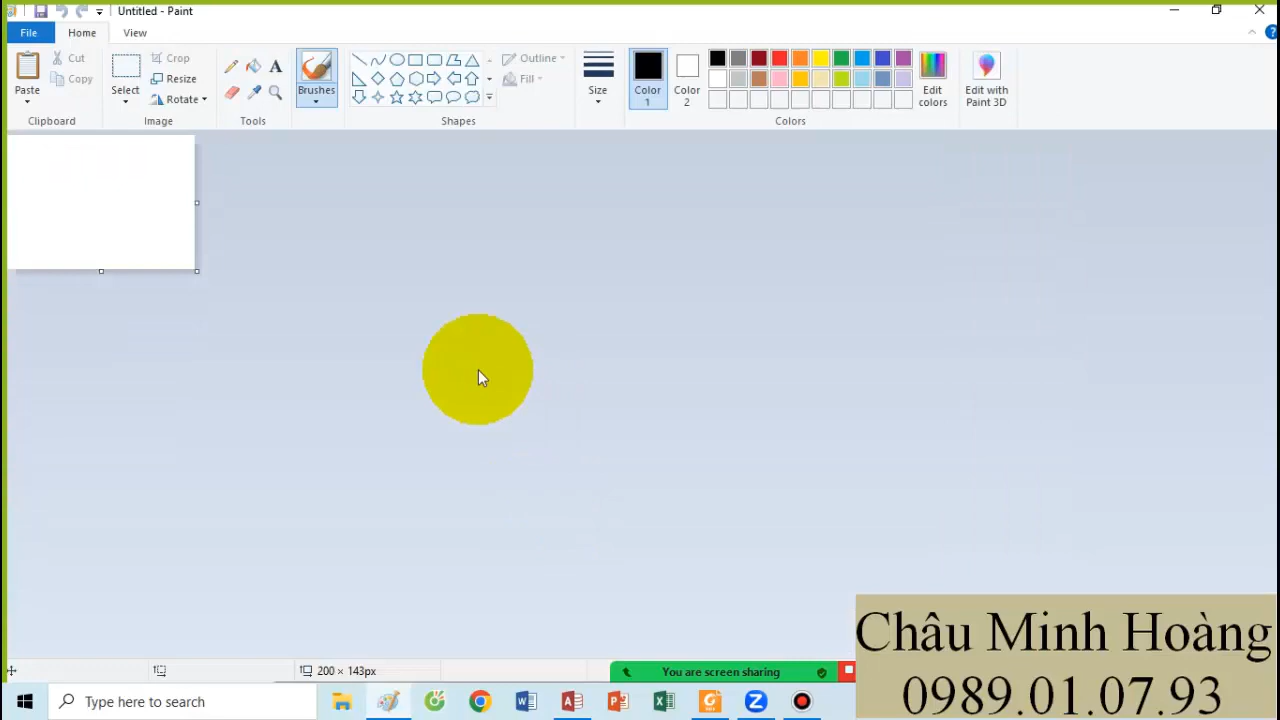 Untitled - Paint
File
Home
View
Paste
Cut
Copy
Clipboard
Select
Crop
Resize
Rotate
Image
Tools
Brushes
Outline
Fill
Shapes
Size
Color
1
Color
2
Edit
colors
Colors
Edit with
Paint 3D
200 × 143px
You are screen sharing
Type here to search
Châu Minh Hoàng
0989.01.07.93